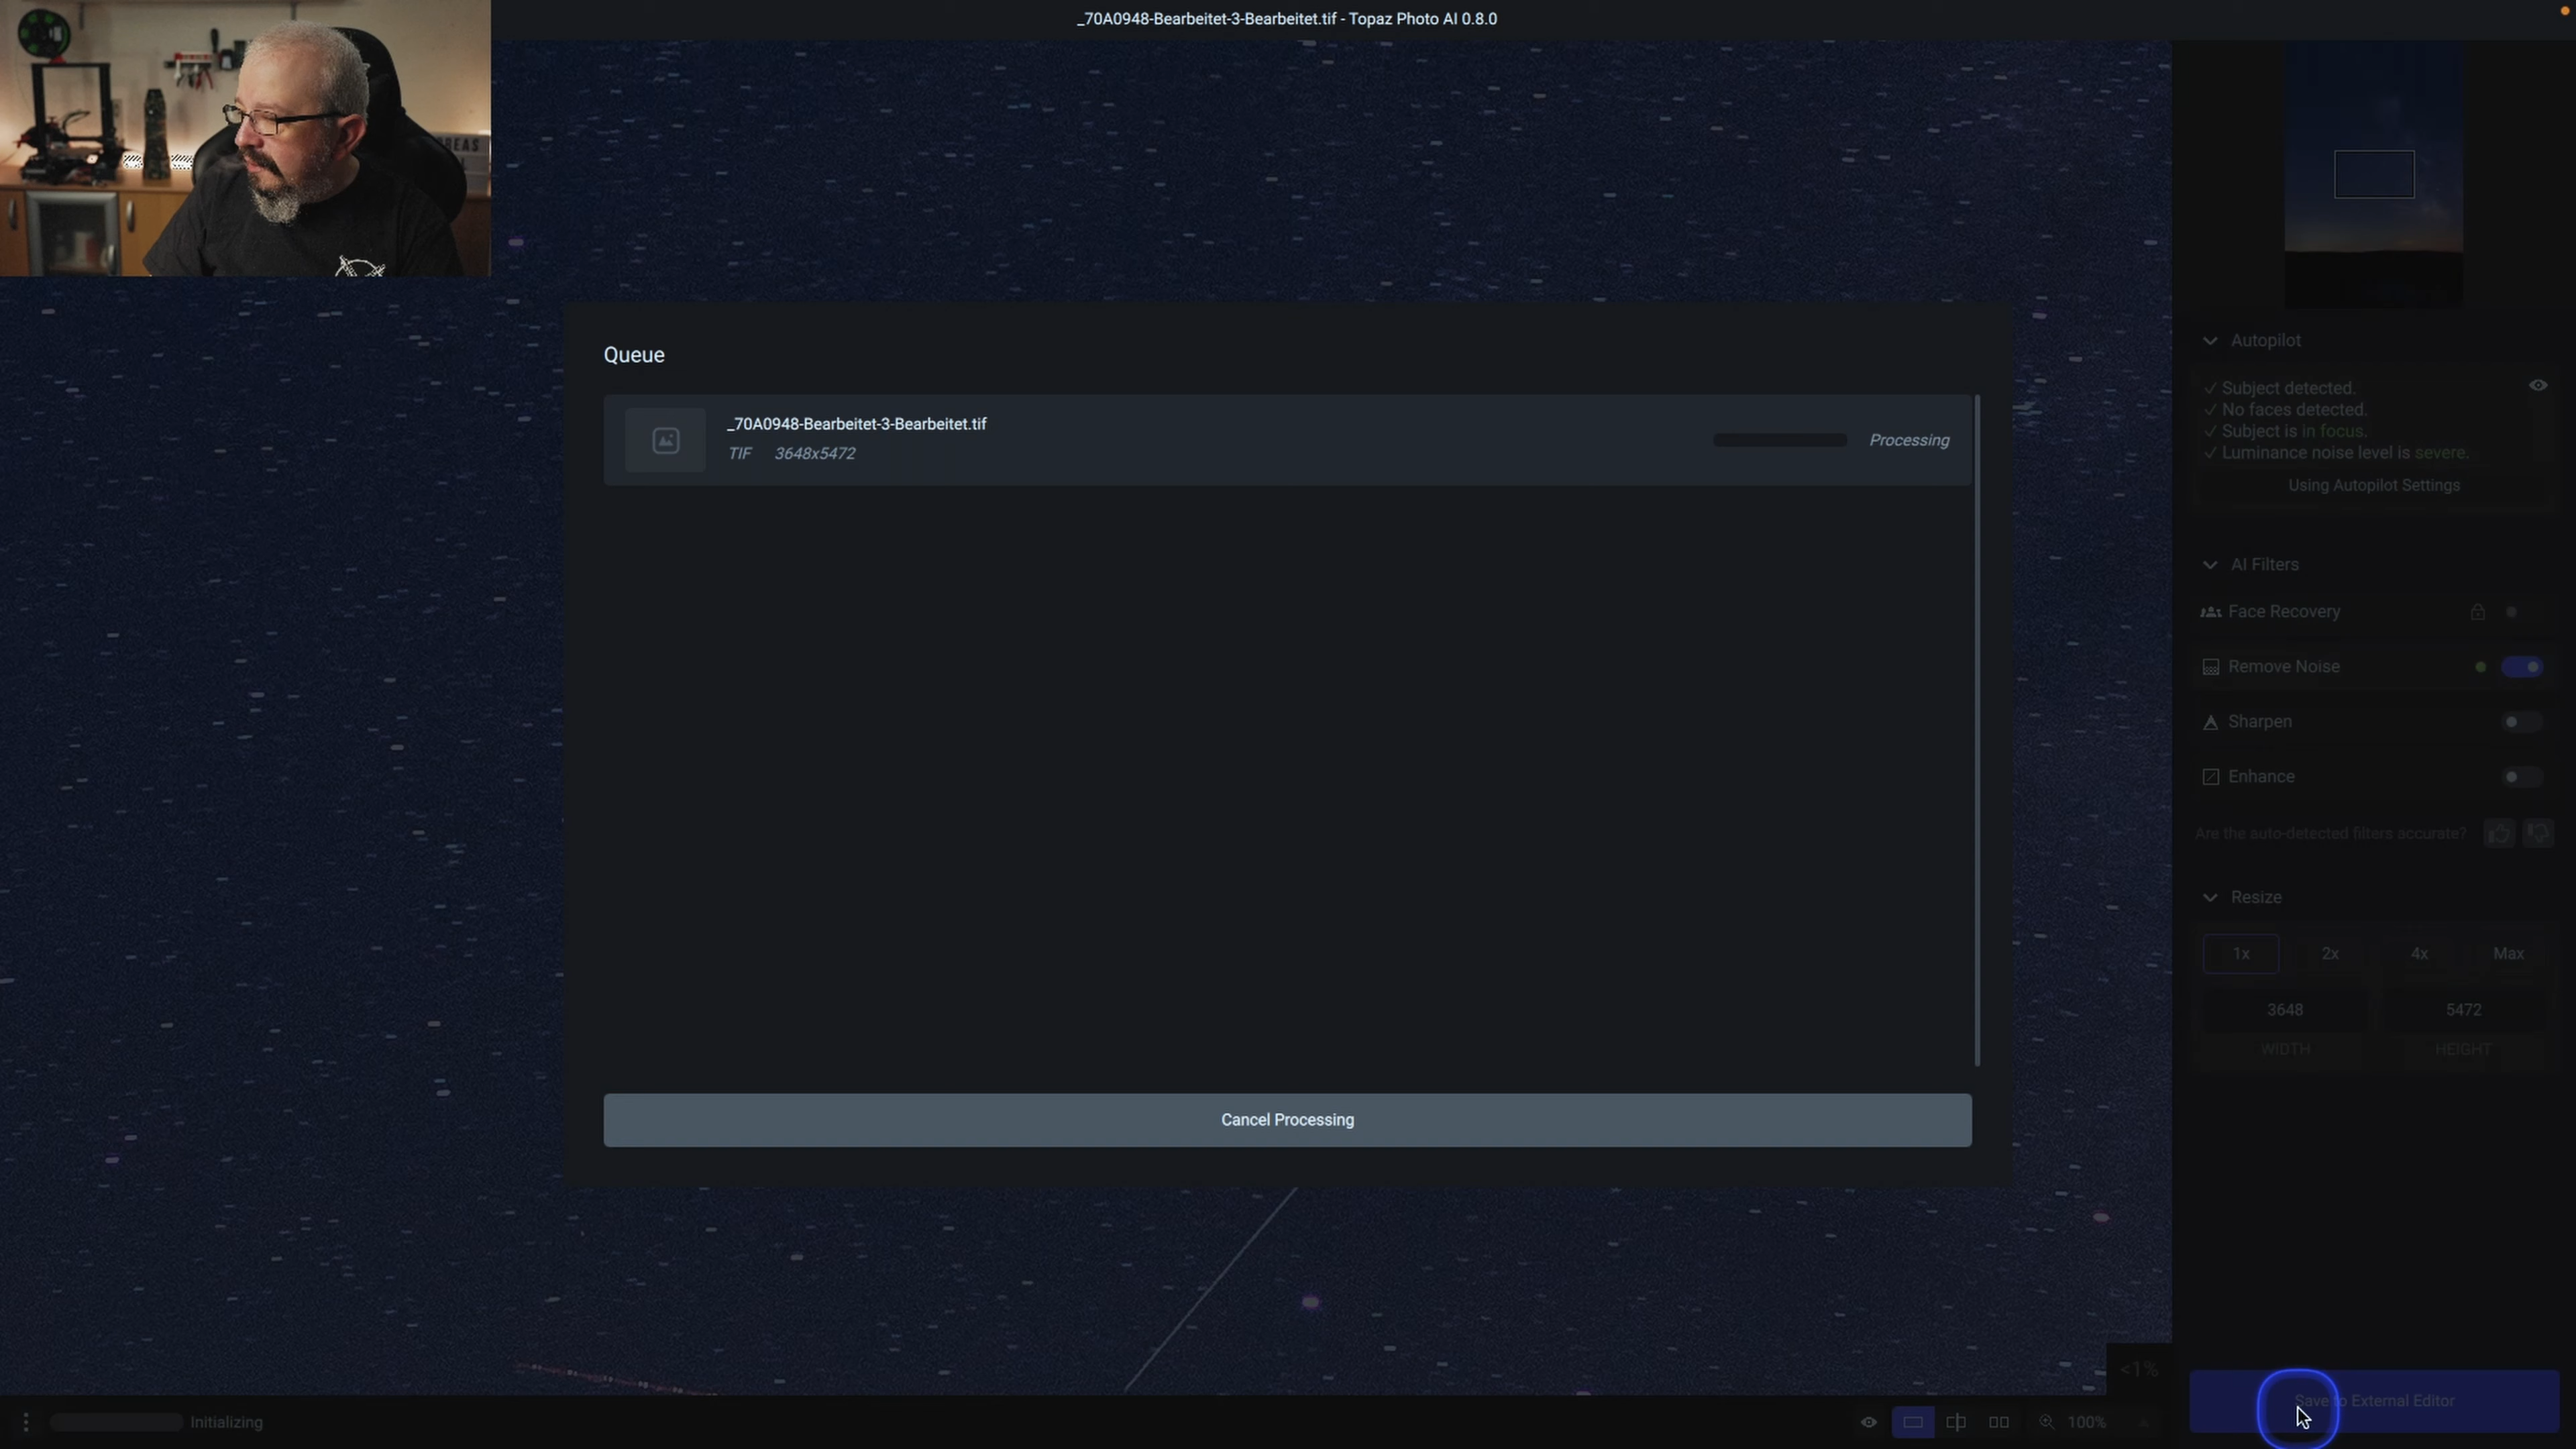 _70A0948-Bearbeitet-3-Bearbeitet.tif - Topaz Photo AI 0.8.0
Queue
_70A0948-Bearbeitet-3-Bearbeitet.tif
TIF 3648x5472
Processing
Cancel Processing
Autopilot
Subject detected.
No faces detected.
Subject is in focus.
Luminance noise level is severe.
Using Autopilot Settings
AI Filters
Face Recovery
Remove Noise
Sharpen
Enhance
Are the auto-detected filters accurate?
Resize
1x 2x 4x Max
3648 5472
WIDTH HEIGHT
<1%
Save to External Editor
Initializing
100%